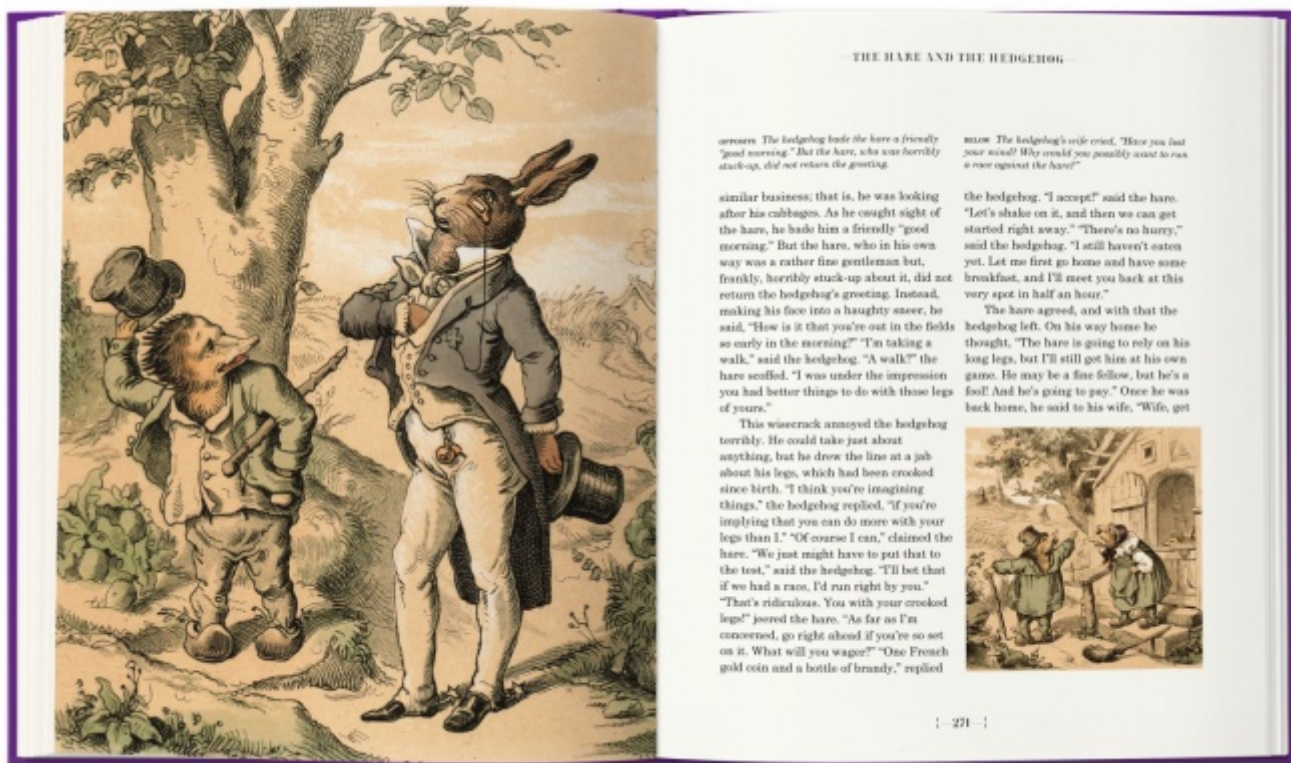 THE HARE AND THE HEDGEHOG
OPPOSITE The hedgehog bade the hare a friendly
"good morning." But the hare, who was horribly
stuck-up, did not return the greeting.
similar business; that is, he was looking
after his cabbages. As he caught sight of
the hare, he bade him a friendly "good
morning." But the hare, who in his own
way was a rather fine gentleman but,
frankly, horribly stuck-up about it, did not
return the hedgehog's greeting. Instead,
making his face into a haughty sneer, he
said, "How is it that you're out in the fields
so early in the morning?" "I'm taking a
walk," said the hedgehog. "A walk?" the
hare scoffed. "I was under the impression
you had better things to do with those legs
of yours."
This wisecrack annoyed the hedgehog
terribly. He could take just about
anything, but he drew the line at a jab
about his legs, which had been crooked
since birth. "I think you're imagining
things," the hedgehog replied, "if you're
implying that you can do more with your
legs than I." "Of course I can," claimed the
hare. "We just might have to put that to
the test," said the hedgehog. "I'll bet that
if we had a race, I'd run right by you."
"That's ridiculous. You with your crooked
legs!" jeered the hare. "As far as I'm
concerned, go right ahead if you're so set
on it. What will you wager?" "One French
gold coin and a bottle of brandy," replied
BELOW The hedgehog's wife cried, "Have you lost
your mind? Why would you possibly want to run
a race against the hare?"
the hedgehog. "I accept!" said the hare.
"Let's shake on it, and then we can get
started right away." "There's no hurry,"
said the hedgehog. "I still haven't eaten
yet. Let me first go home and have some
breakfast, and I'll meet you back at this
very spot in half an hour."
The hare agreed, and with that the
hedgehog left. On his way home he
thought, "The hare is going to rely on his
long legs, but I'll still get him at his own
game. He may be a fine fellow, but he's a
fool! And he's going to pay." Once he was
back home, he said to his wife, "Wife, get
271